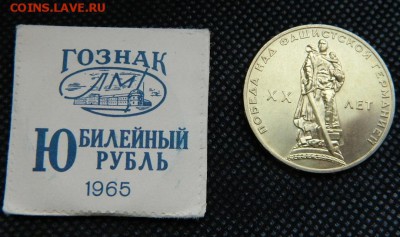 COINS.LAVE.RU
ГОЗНАК
ЛМД
ЮБИЛЕЙНЫЙ
РУБЛЬ
1965
ПОБЕДА НАД ФАШИСТСКОЙ ГЕРМАНИЕЙ
XX ЛЕТ